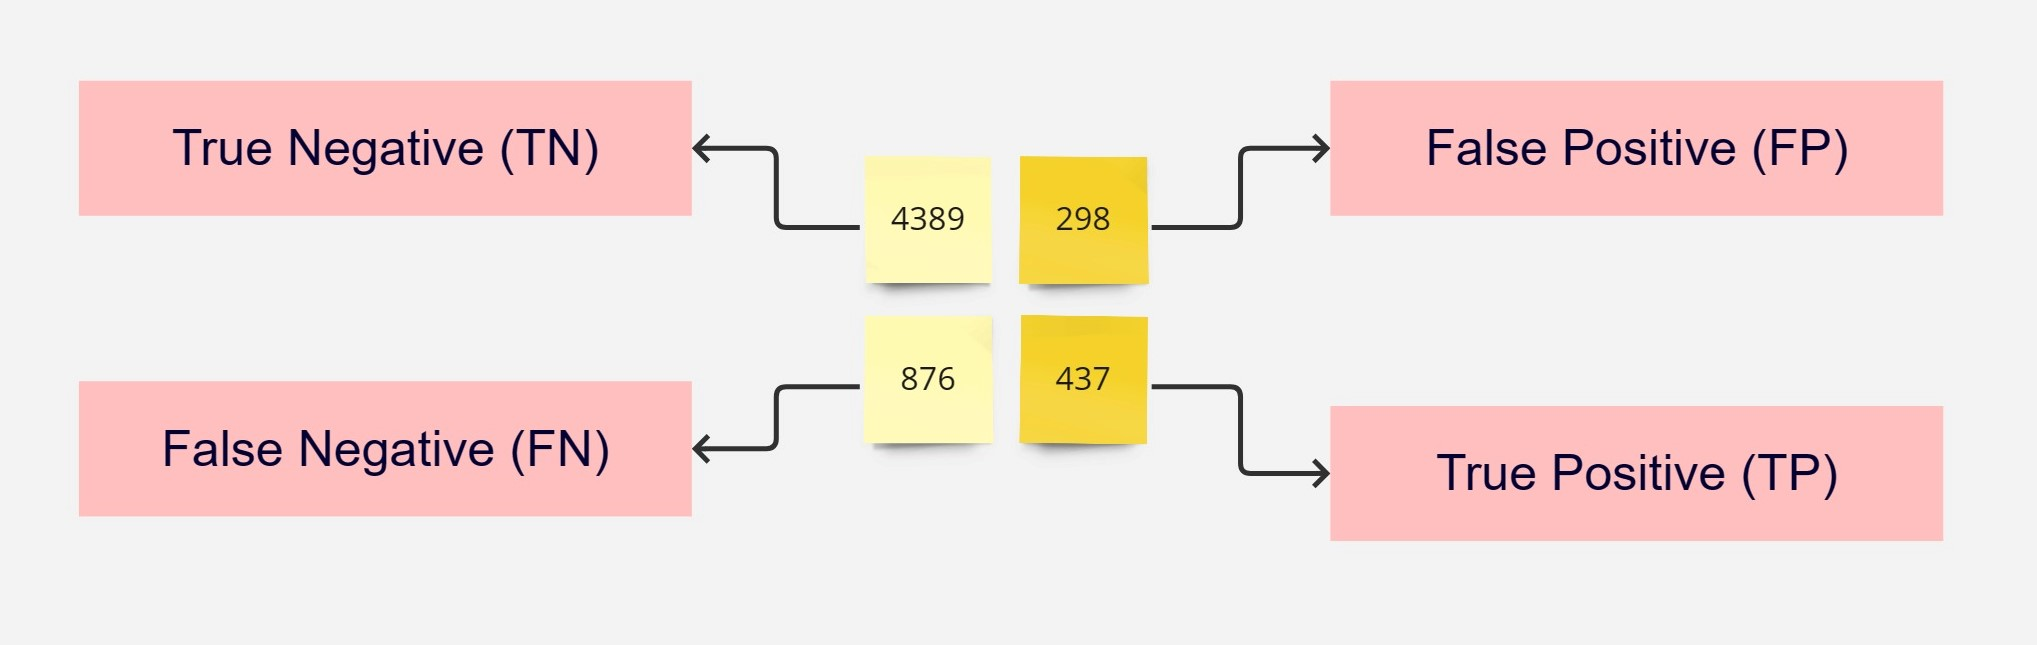 True Negative (TN)
False Positive (FP)
4389
298
876
437
False Negative (FN)
True Positive (TP)